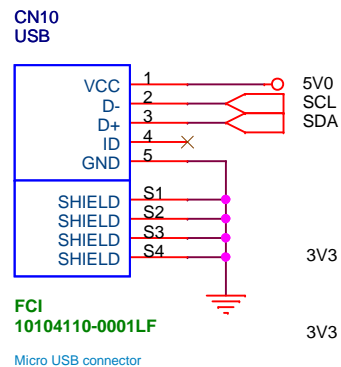 CN10
USB
VCC 1 5V0
D- 2 SCL
D+ 3 SDA
ID 4
GND 5
SHIELD S1
SHIELD S2
SHIELD S3
SHIELD S4
3V3
FCI
10104110-0001LF
3V3
Micro USB connector